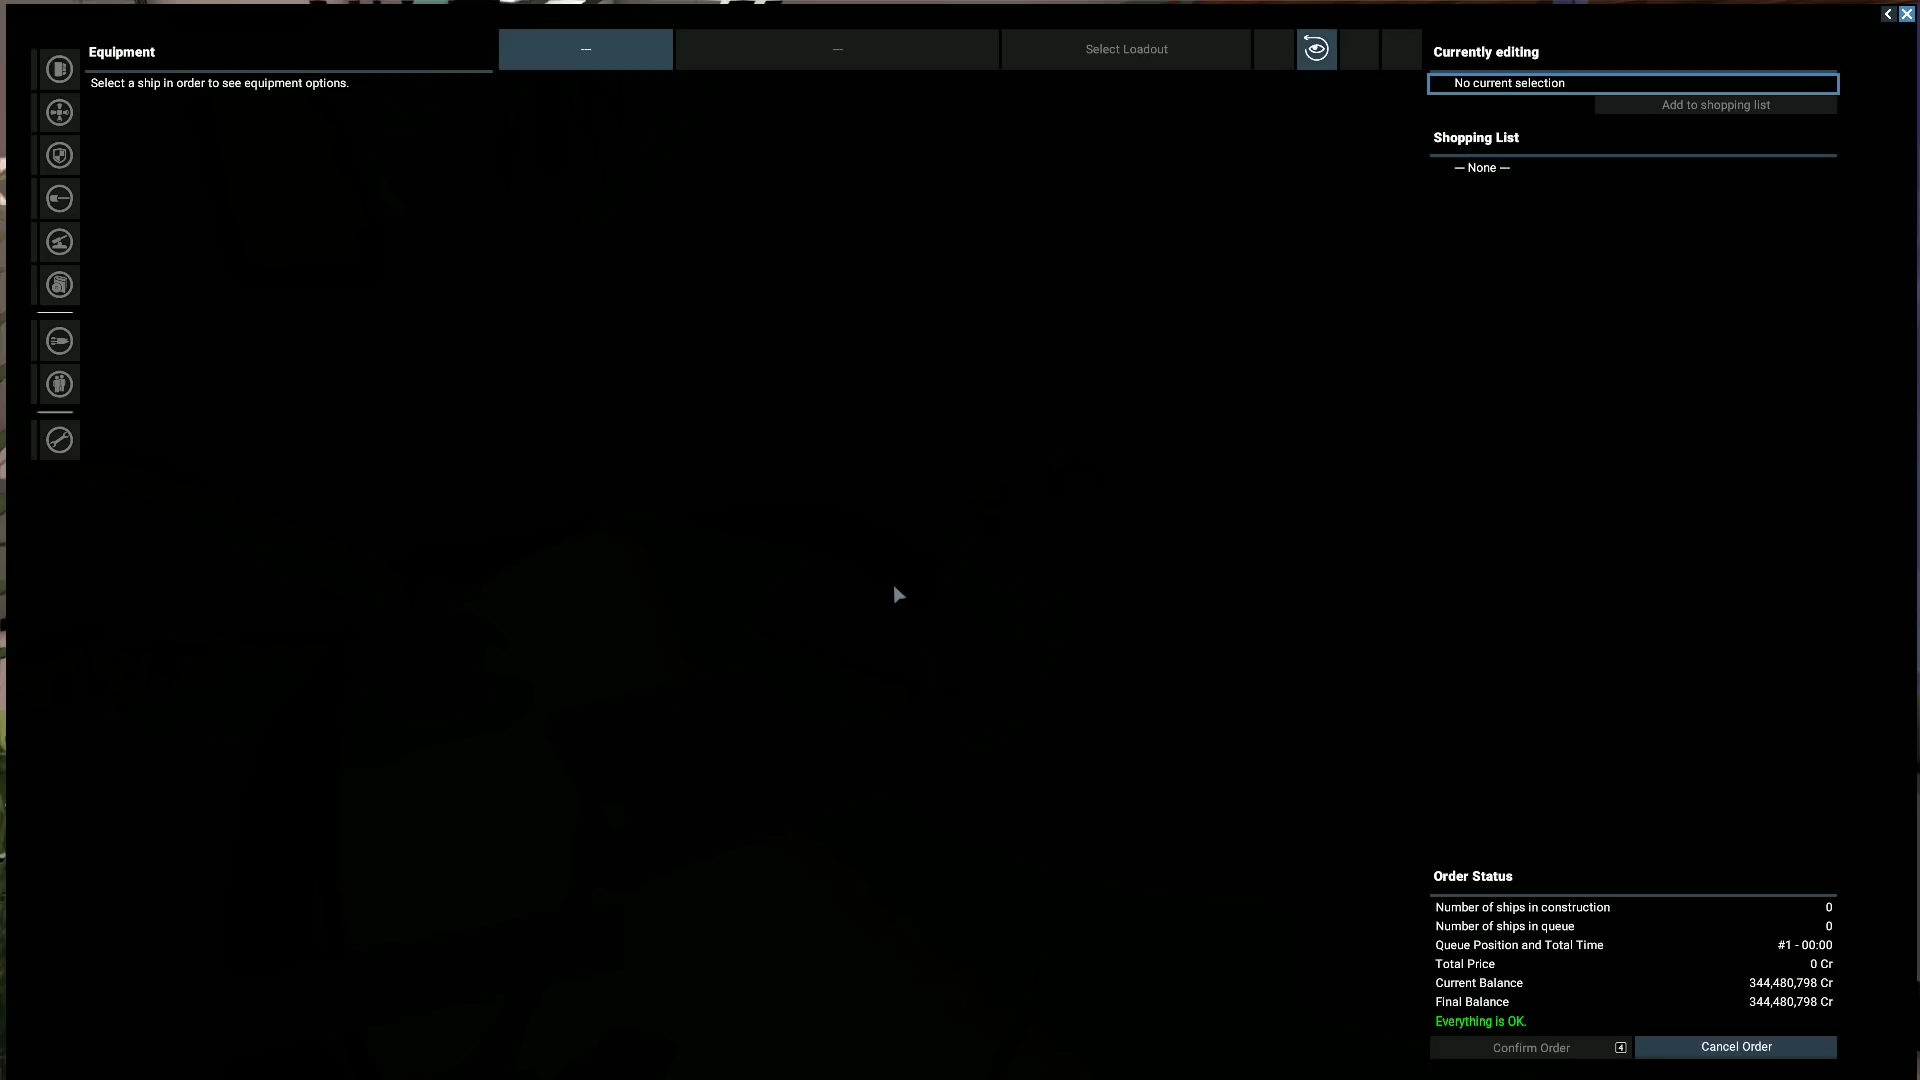 Equipment
Select a ship in order to see equipment options.
---
---
Select Loadout
Currently editing
No current selection
Add to shopping list
Shopping List
— None —
Order Status
Number of ships in construction 0
Number of ships in queue 0
Queue Position and Total Time #1 - 00:00
Total Price 0 Cr
Current Balance 344,480,798 Cr
Final Balance 344,480,798 Cr
Everything is OK.
Confirm Order 4
Cancel Order